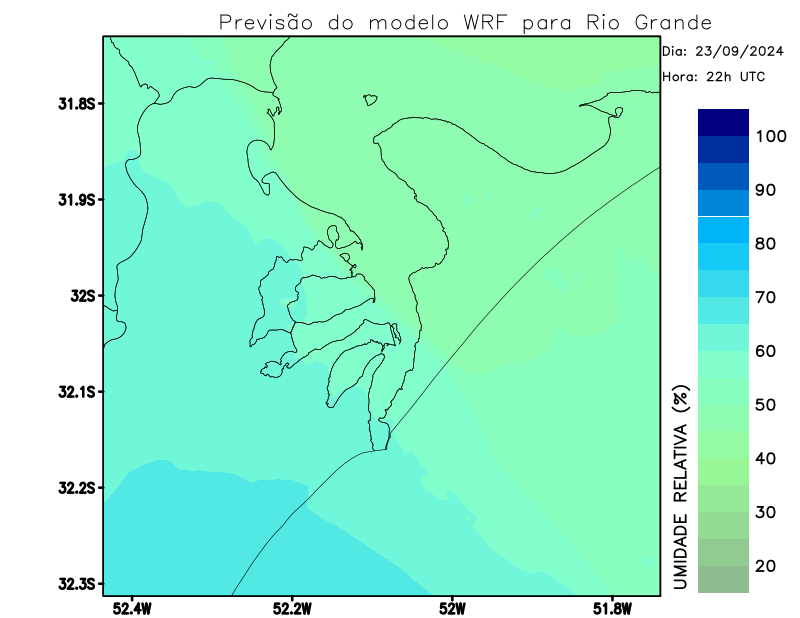 Previsão do modelo WRF para Rio Grande
Dia: 23/09/2024
Hora: 22h UTC
31.8S
31.9S
32S
32.1S
32.2S
32.3S
52.4W
52.2W
52W
51.8W
100
90
80
70
60
50
40
30
20
UMIDADE RELATIVA (%)